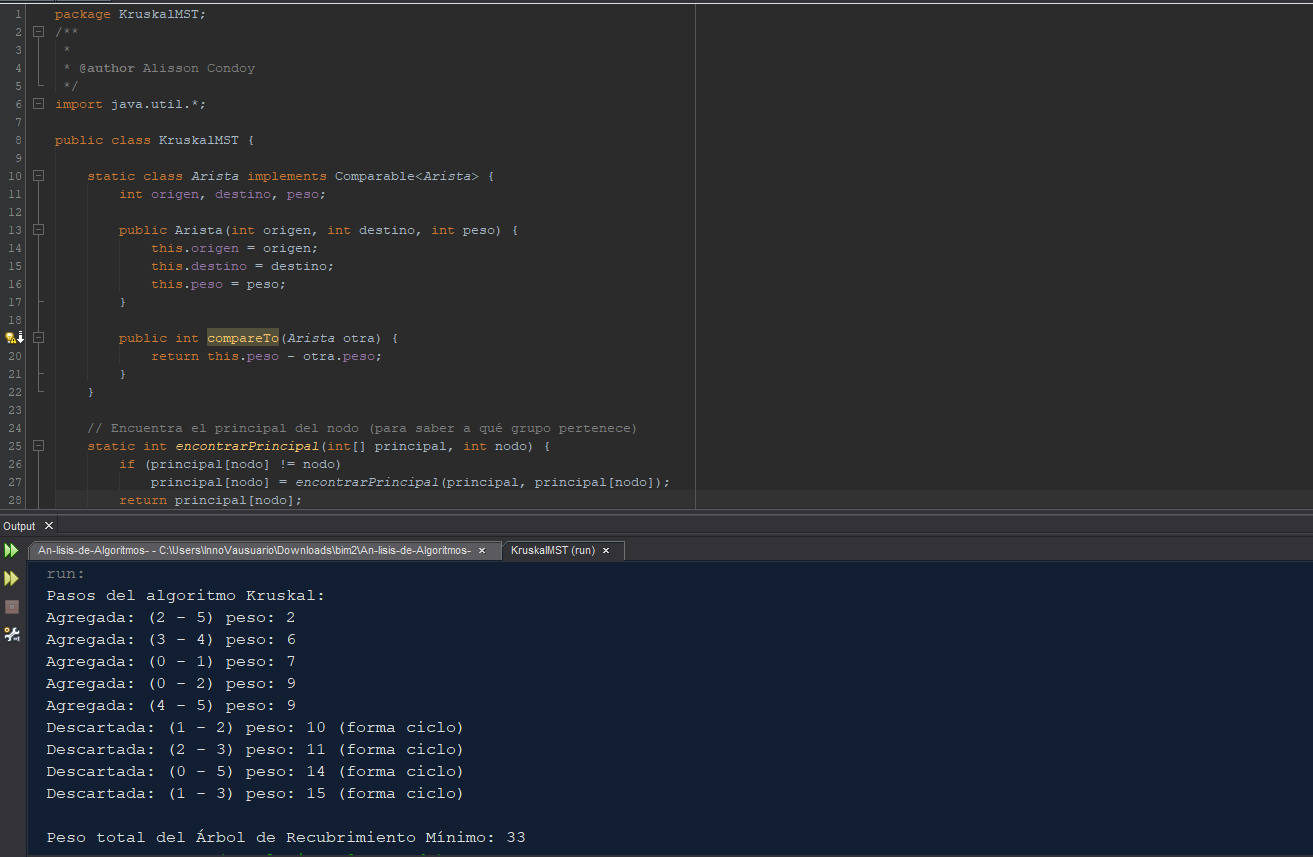 1 package KruskalMST;
2 /**
3 *
4 * @author Alisson Condoy
5 */
6 import java.util.*;
7
8 public class KruskalMST {
9
10 static class Arista implements Comparable<Arista> {
11 int origen, destino, peso;
12
13 public Arista(int origen, int destino, int peso) {
14 this.origen = origen;
15 this.destino = destino;
16 this.peso = peso;
17 }
18
public int compareTo(Arista otra) {
20 return this.peso - otra.peso;
21 }
22 }
23
24 // Encuentra el principal del nodo (para saber a qué grupo pertenece)
25 static int encontrarPrincipal(int[] principal, int nodo) {
26 if (principal[nodo] != nodo)
27 principal[nodo] = encontrarPrincipal(principal, principal[nodo]);
28 return principal[nodo];
Output
An-lisis-de-Algoritmos- - C:\Users\InnoVausuario\Downloads\bim2\An-lisis-de-Algoritmos- KruskalMST (run)
run:
Pasos del algoritmo Kruskal:
Agregada: (2 - 5) peso: 2
Agregada: (3 - 4) peso: 6
Agregada: (0 - 1) peso: 7
Agregada: (0 - 2) peso: 9
Agregada: (4 - 5) peso: 9
Descartada: (1 - 2) peso: 10 (forma ciclo)
Descartada: (2 - 3) peso: 11 (forma ciclo)
Descartada: (0 - 5) peso: 14 (forma ciclo)
Descartada: (1 - 3) peso: 15 (forma ciclo)
Peso total del Árbol de Recubrimiento Mínimo: 33